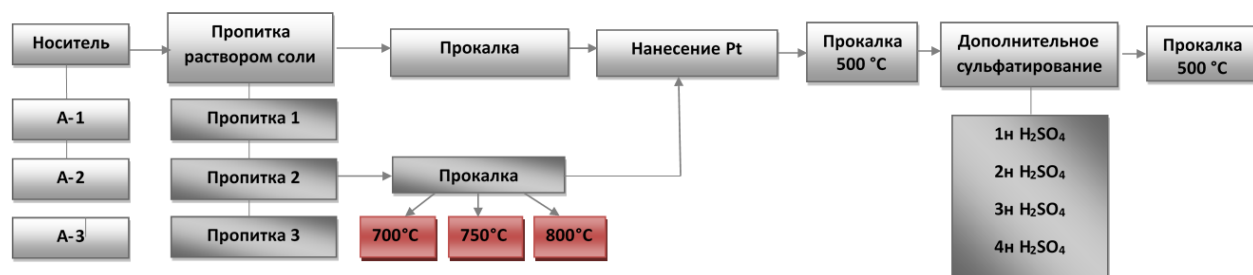 Носитель
Пропитка
раствором соли
Прокалка
Нанесение Pt
Прокалка
500 °C
Дополнительное
сульфатирование
Прокалка
500 °C
А-1
Пропитка 1
А-2
Пропитка 2
Прокалка
А-3
Пропитка 3
700°C
750°C
800°C
1н H₂SO₄
2н H₂SO₄
3н H₂SO₄
4н H₂SO₄